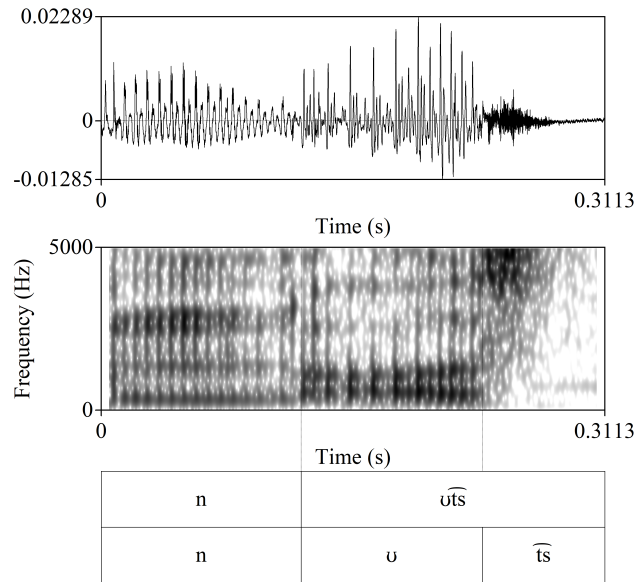 0.02289
0
-0.01285
0 0.3113
Time (s)
5000
Frequency (Hz)
0
0 0.3113
Time (s)
n ʊt͡s
n ʊ t͡s